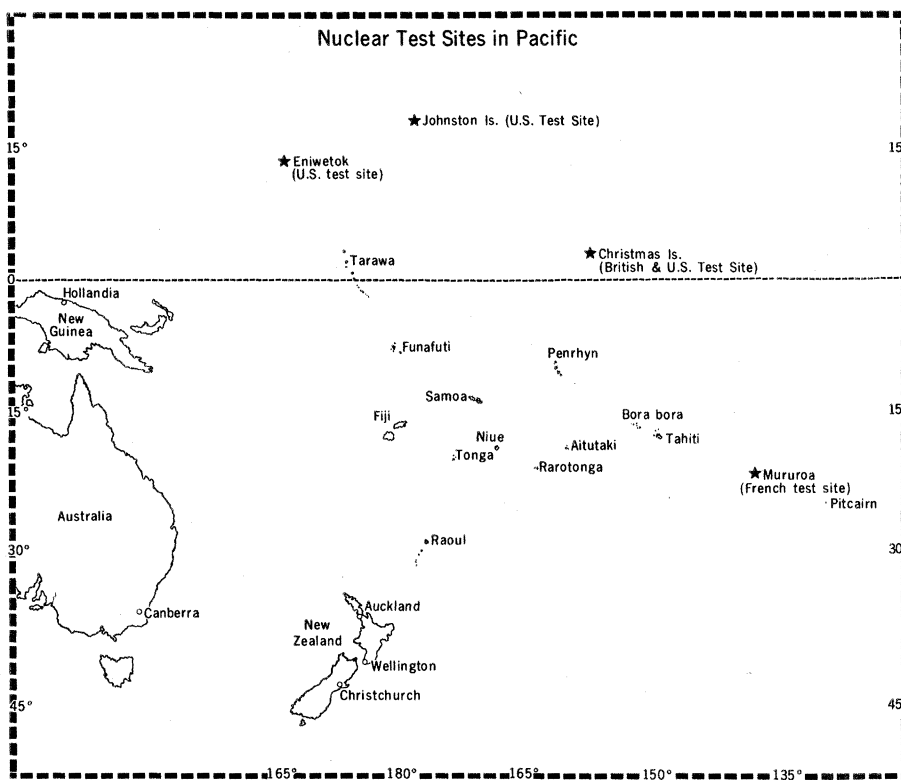 Nuclear Test Sites in Pacific
Johnston Is. (U.S. Test Site)
15°
15
Eniwetok
(U.S. test site)
Christmas Is.
(British & U.S. Test Site)
Tarawa
0
0
Hollandia
New
Guinea
Funafuti
Penrhyn
Samoa
15°
15
Fiji
Bora bora
Niue
Tahiti
Aitutaki
Tonga
Rarotonga
Mururoa
(French test site)
Pitcairn
Australia
Raoul
30°
30
Auckland
Canberra
New
Zealand
Wellington
Christchurch
45°
45
165°
180°
165°
150°
135°